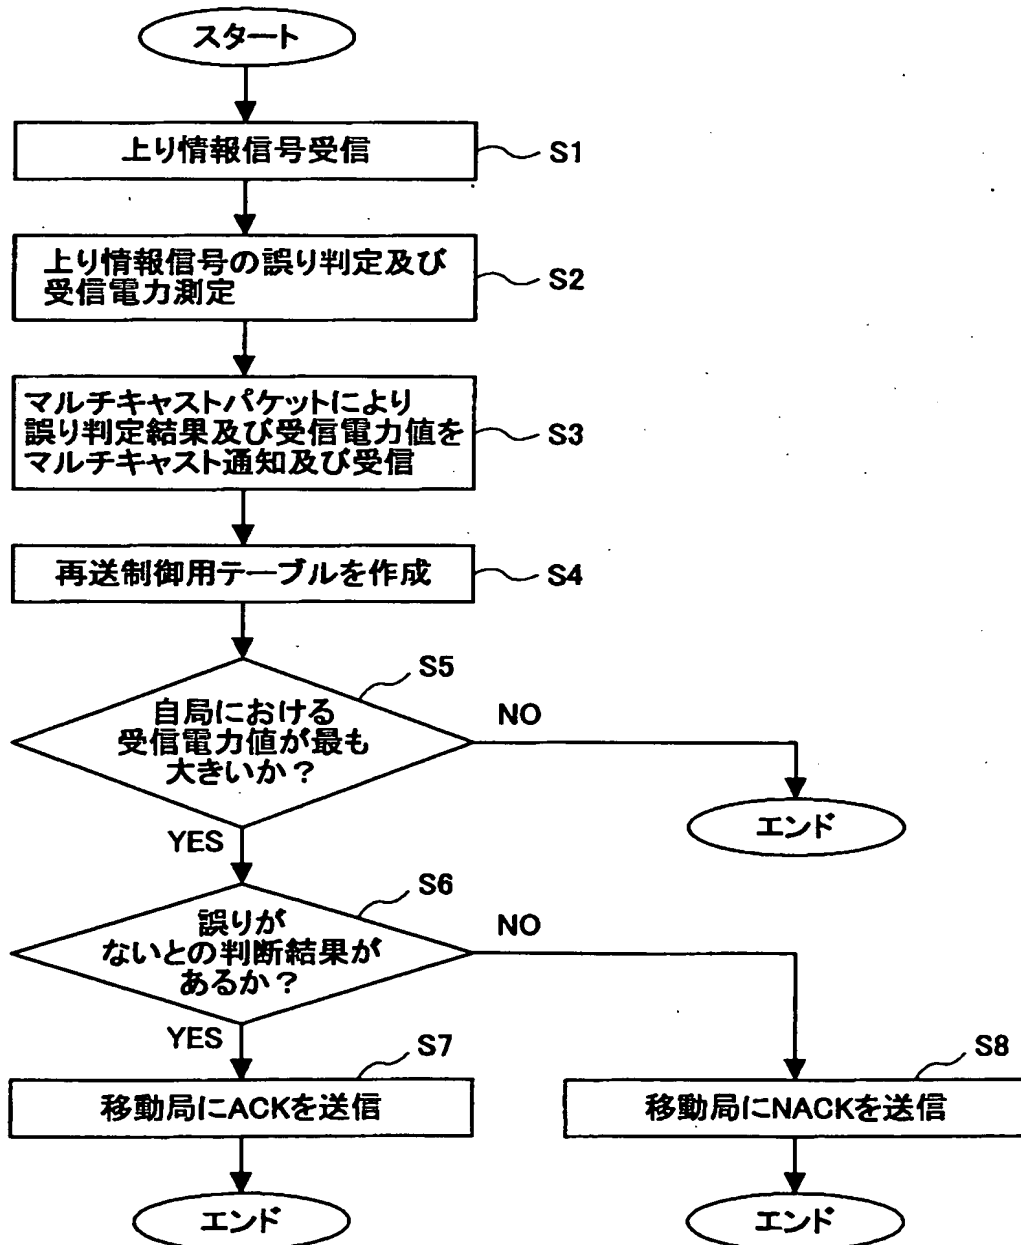 スタート
上り情報信号受信
S1
上り情報信号の誤り判定及び
受信電力測定
S2
マルチキャストパケットにより
誤り判定結果及び受信電力値を
マルチキャスト通知及び受信
S3
再送制御用テーブルを作成
S4
S5
自局における
受信電力値が最も
大きいか？
NO
エンド
YES
S6
誤りが
ないとの判断結果が
あるか？
NO
YES
S7
移動局にACKを送信
S8
移動局にNACKを送信
エンド
エンド